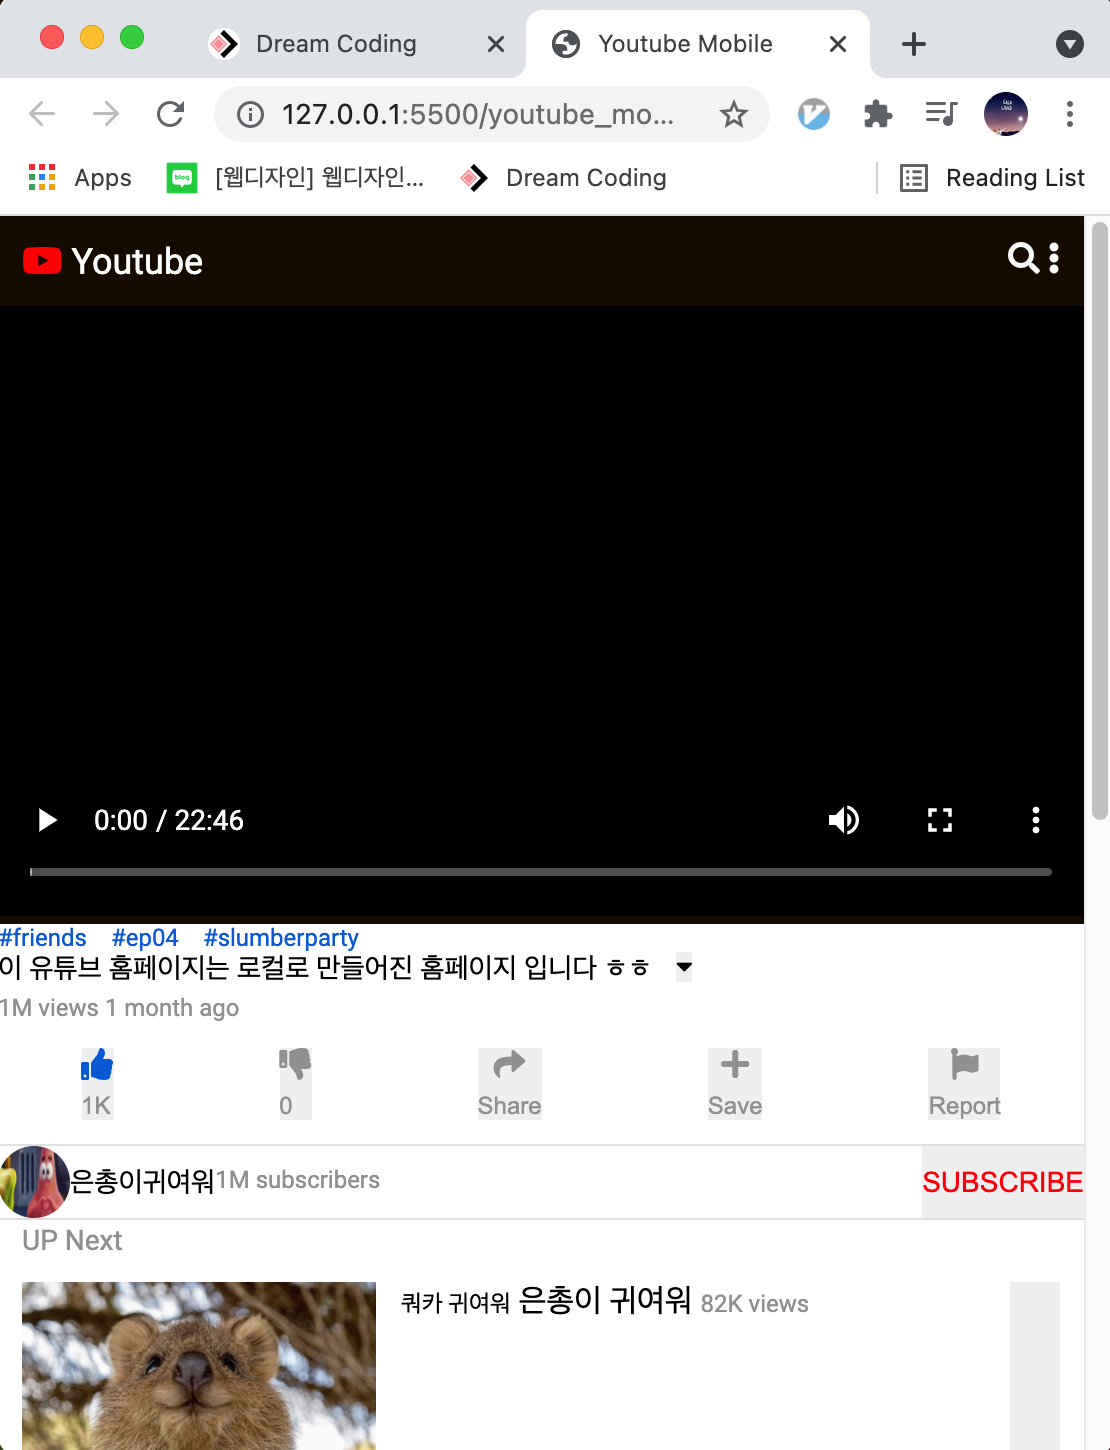 Dream Coding
Youtube Mobile
127.0.0.1:5500/youtube_mo...
Apps
blog
[웹디자인] 웹디자인...
Dream Coding
Reading List
Youtube
0:00 / 22:46
#friends #ep04 #slumberparty
이 유튜브 홈페이지는 로컬로 만들어진 홈페이지 입니다 ㅎㅎ
1M views 1 month ago
1K
0
Share
Save
Report
은총이귀여워1M subscribers
SUBSCRIBE
UP Next
쿼카 귀여워 은총이 귀여워 82K views